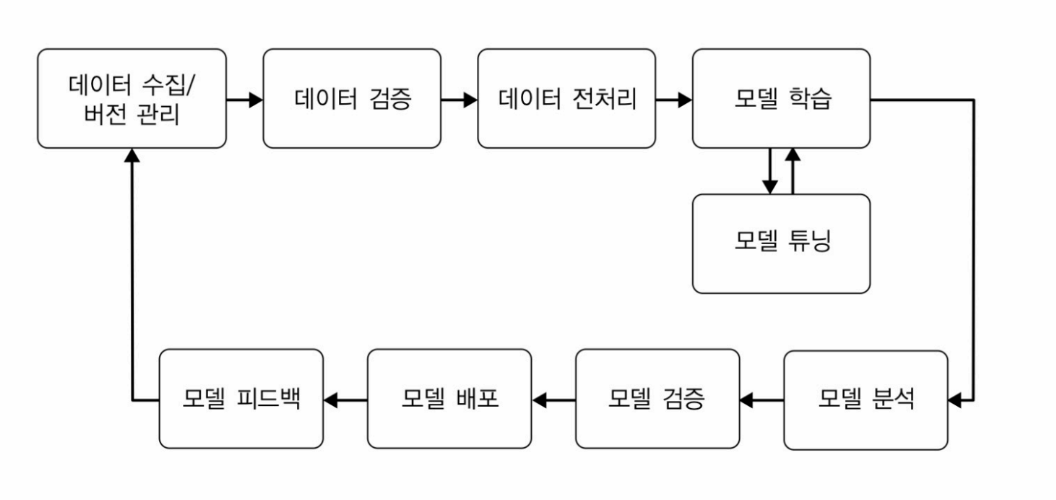 데이터 수집/
버전 관리
데이터 검증
데이터 전처리
모델 학습
모델 튜닝
모델 피드백
모델 배포
모델 검증
모델 분석